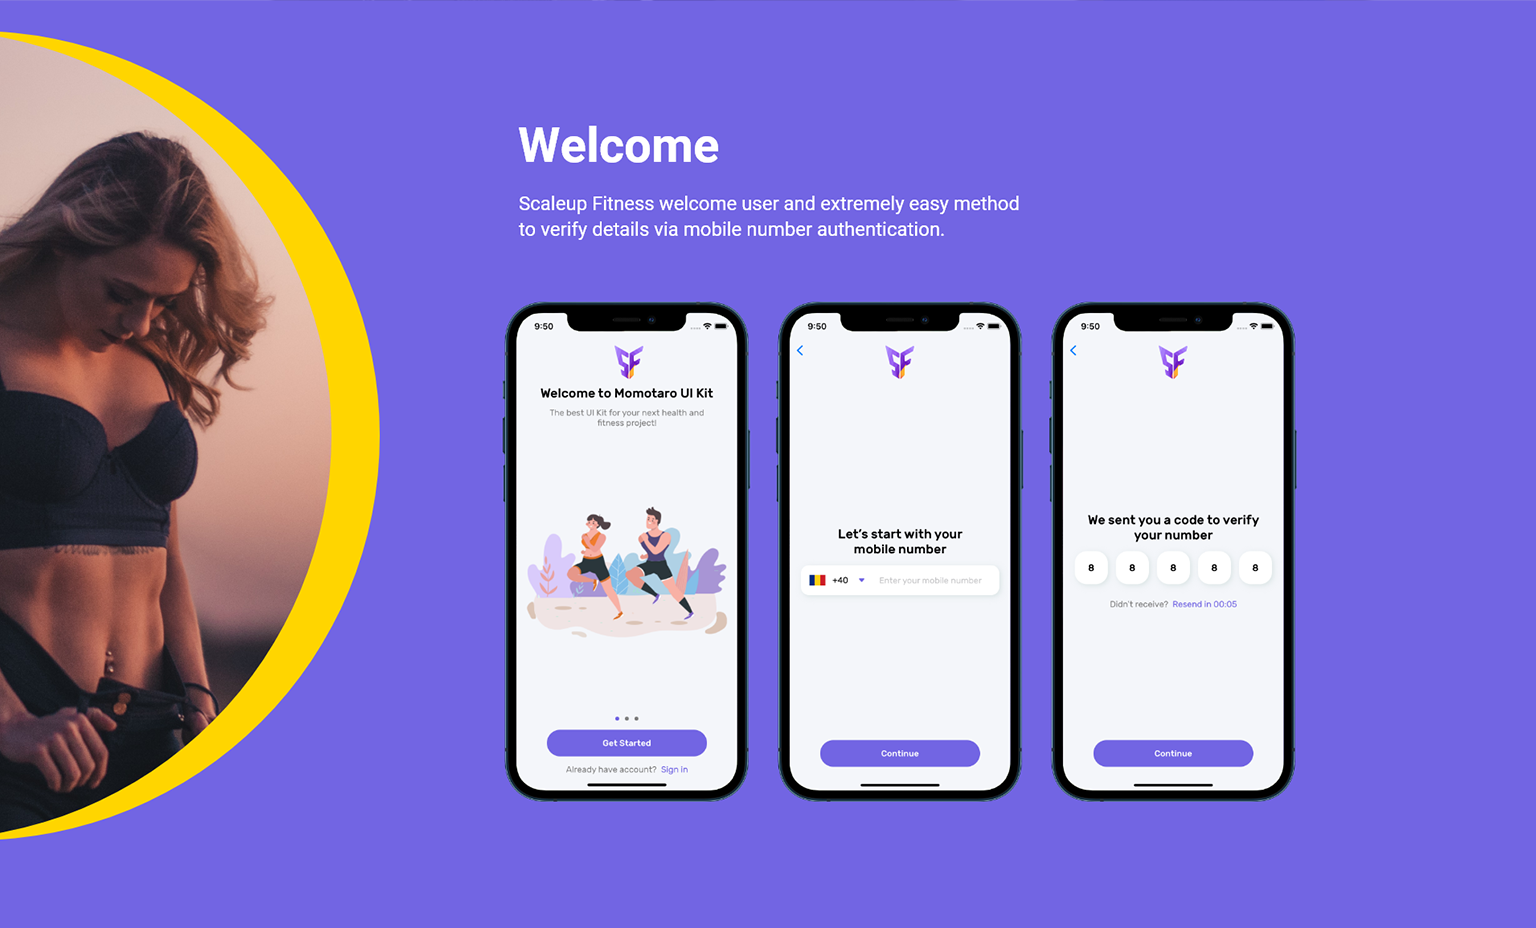 Welcome
Scaleup Fitness welcome user and extremely easy method
to verify details via mobile number authentication.
9:50
SF
Welcome to Momotaro UI Kit
The best UI Kit for your next health and
fitness project!
Get Started
Already have account? Sign in
9:50
SF
Let's start with your
mobile number
+40 Enter your mobile number
Continue
9:50
SF
We sent you a code to verify
your number
8 8 8 8 8
Didn't receive? Resend in 00:05
Continue